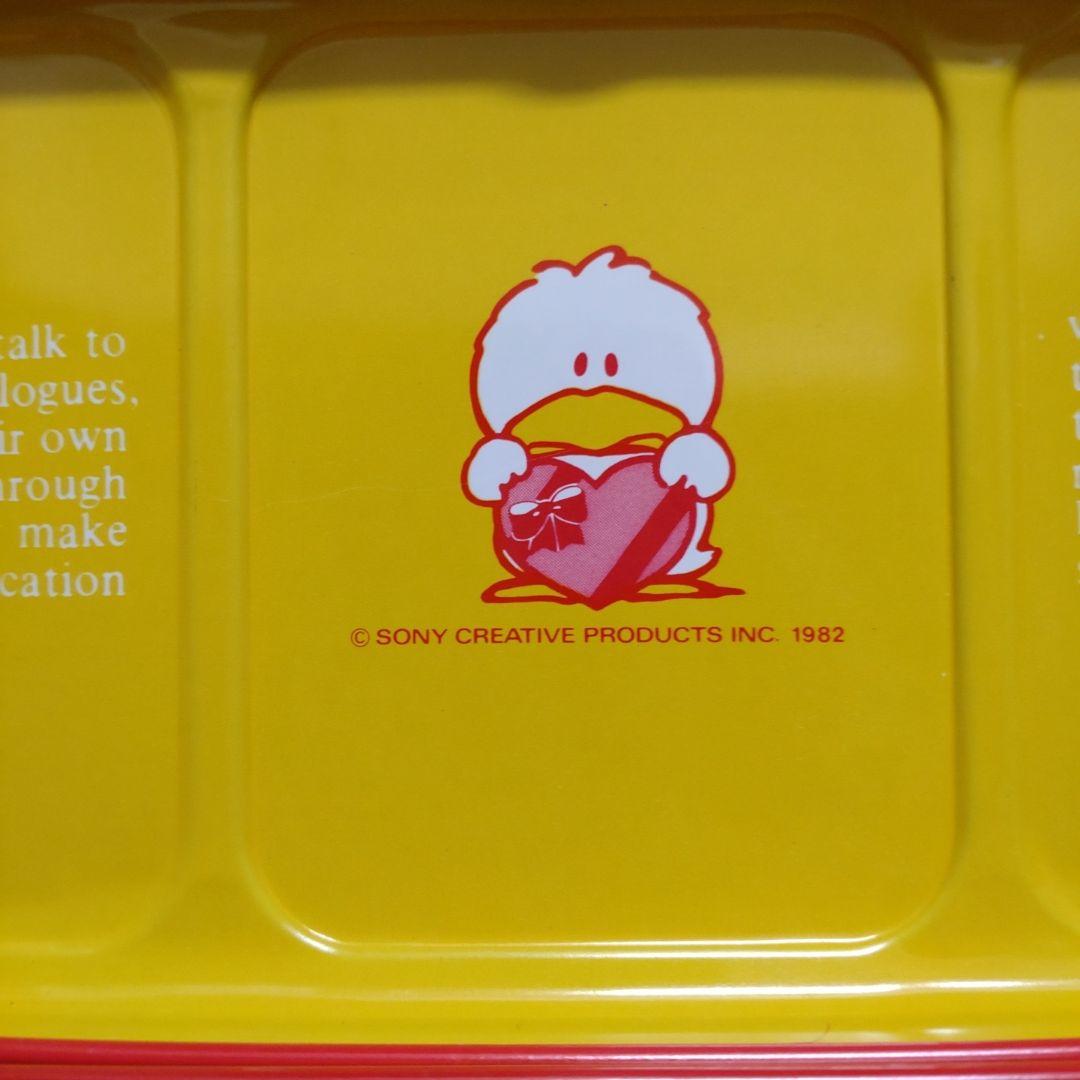 talk to
logues,
ir own
hrough
make
cation
© SONY CREATIVE PRODUCTS INC. 1982